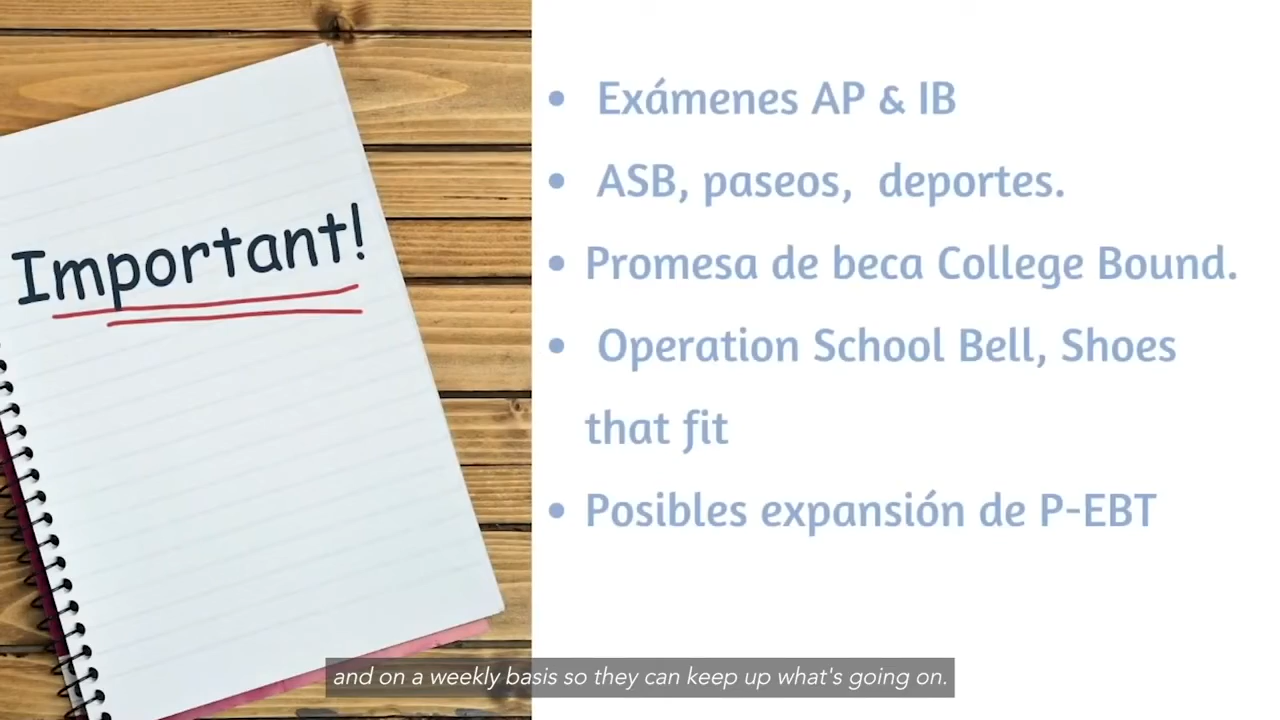 Important!
• Exámenes AP & IB
• ASB, paseos, deportes.
• Promesa de beca College Bound.
• Operation School Bell, Shoes
that fit
• Posibles expansión de P-EBT
and on a weekly basis so they can keep up what's going on.